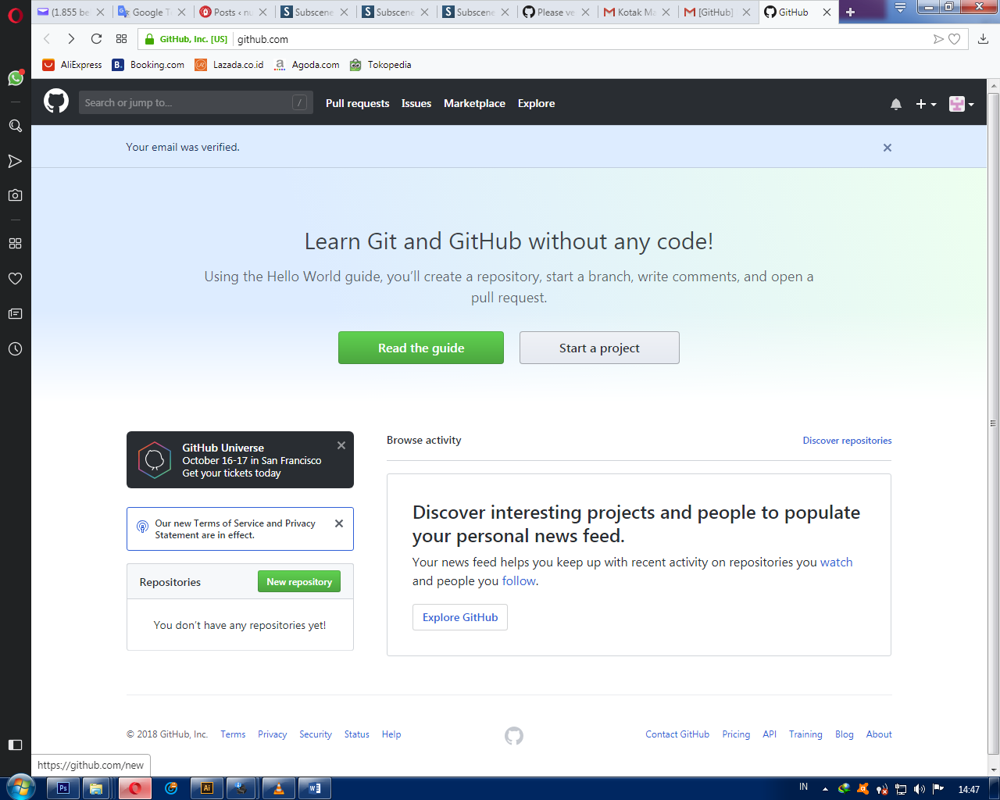 (1.855 be
Google T
Posts ‹ nu
Subscene
Subscene
Subscene
Please ve
Kotak Ma
[GitHub]
GitHub
GitHub, Inc. [US]
github.com
AliExpress
Booking.com
Lazada.co.id
Agoda.com
Tokopedia
Search or jump to...
/
Pull requests
Issues
Marketplace
Explore
Your email was verified.
Learn Git and GitHub without any code!
Using the Hello World guide, you’ll create a repository, start a branch, write comments, and open a
pull request.
Read the guide
Start a project
GitHub Universe
October 16-17 in San Francisco
Get your tickets today
Our new Terms of Service and Privacy
Statement are in effect.
Repositories
New repository
You don’t have any repositories yet!
Browse activity
Discover repositories
Discover interesting projects and people to populate
your personal news feed.
Your news feed helps you keep up with recent activity on repositories you watch
and people you follow.
Explore GitHub
© 2018 GitHub, Inc.
Terms
Privacy
Security
Status
Help
Contact GitHub
Pricing
API
Training
Blog
About
https://github.com/new
Ps
Ai
W
IN
14:47